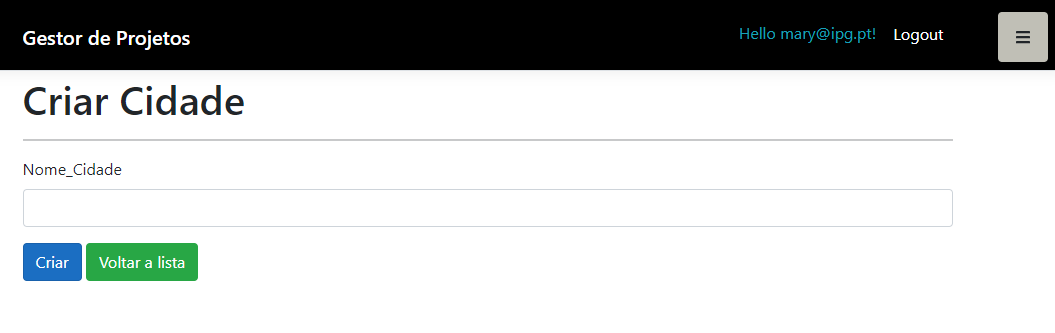 Gestor de Projetos
Hello mary@ipg.pt!
Logout
Criar Cidade
Nome_Cidade
Criar
Voltar a lista